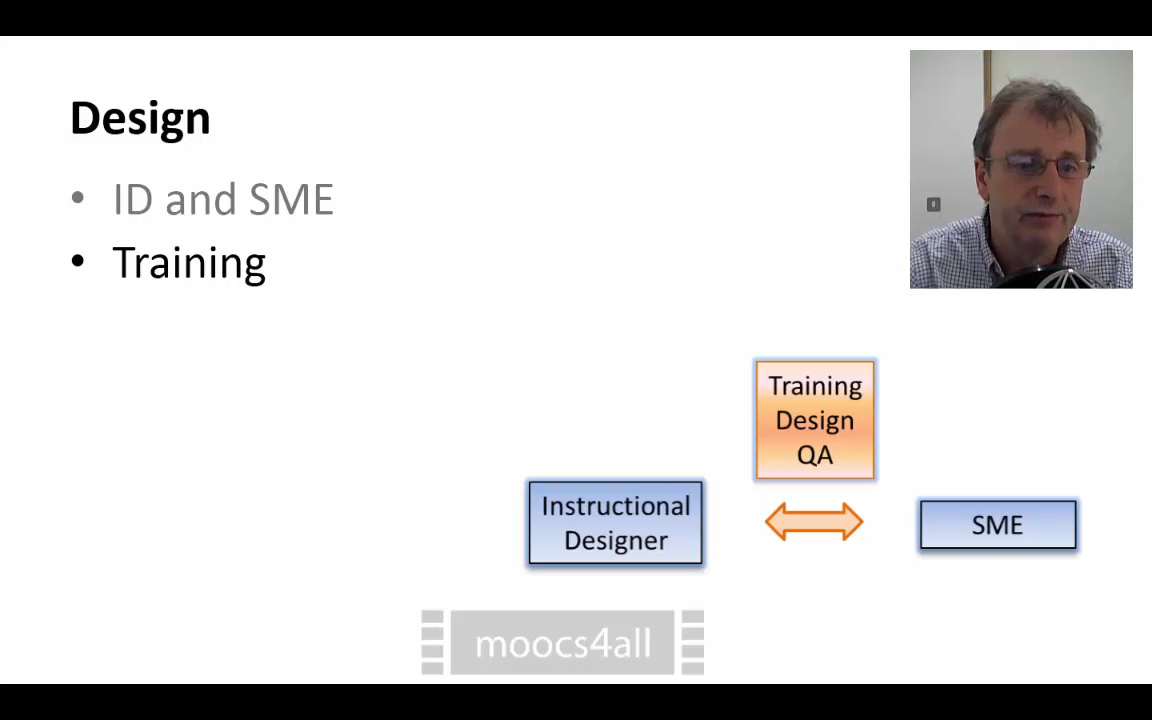 Design
• ID and SME
• Training
Training
Design
QA
Instructional
Designer
SME
moocs4all